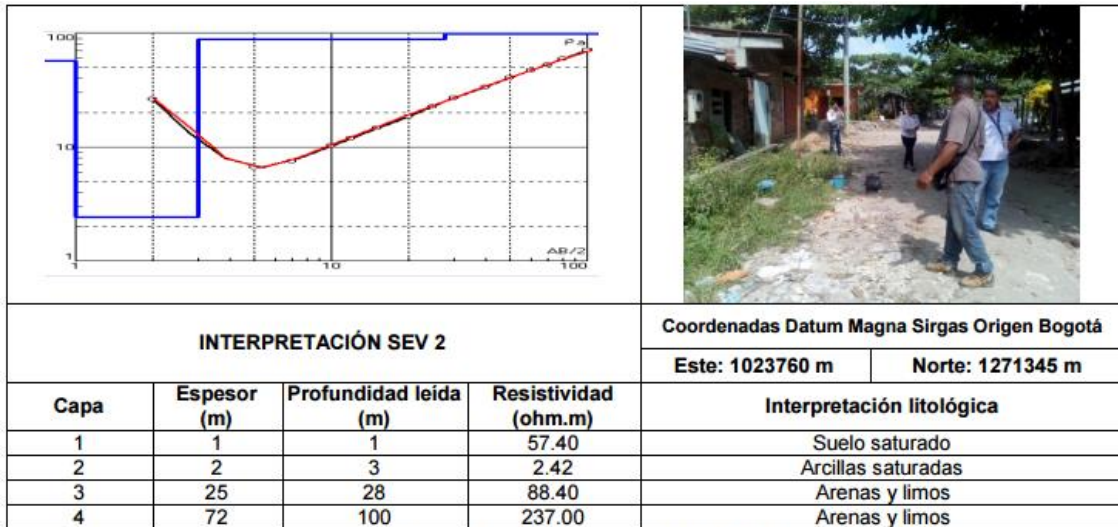 100
Pa
10
1
AB/2
1 10 100
INTERPRETACIÓN SEV 2
Coordenadas Datum Magna Sirgas Origen Bogotá
Este: 1023760 m Norte: 1271345 m
Capa Espesor (m) Profundidad leída (m) Resistividad (ohm.m) Interpretación litológica
1 1 1 57.40 Suelo saturado
2 2 3 2.42 Arcillas saturadas
3 25 28 88.40 Arenas y limos
4 72 100 237.00 Arenas y limos